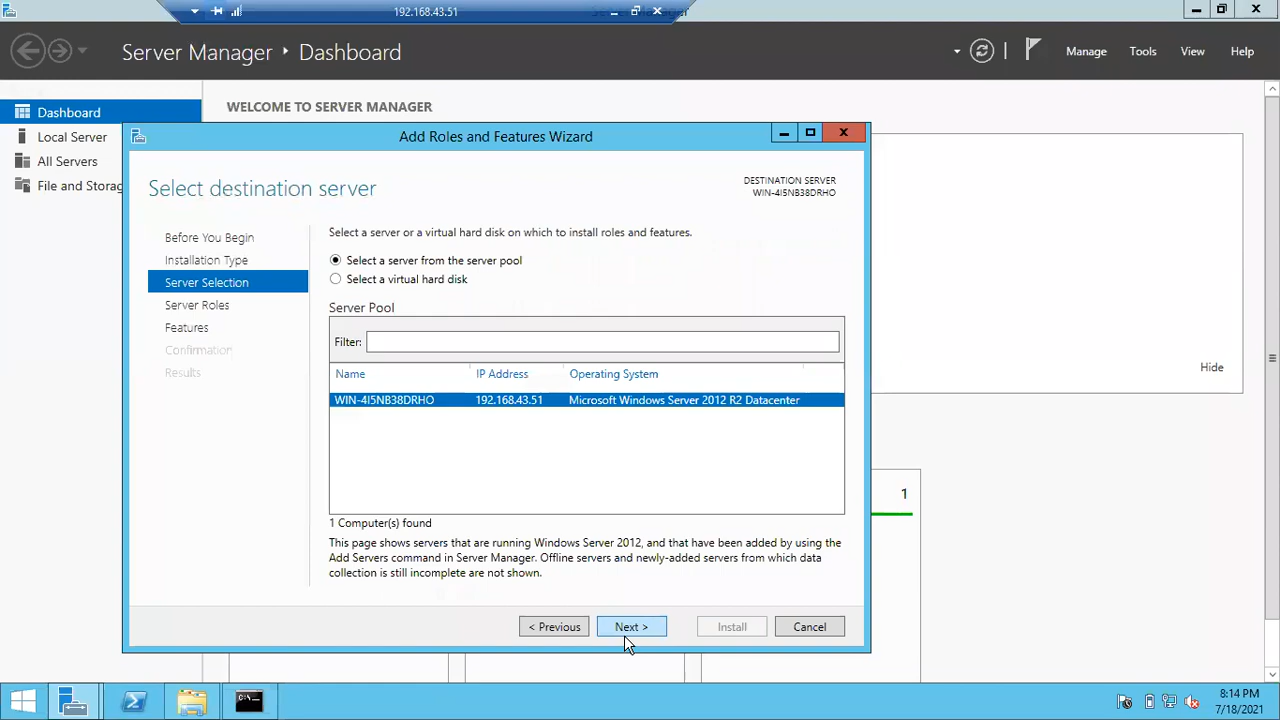 192.168.43.51
Server Manager
Server Manager
Dashboard
Manage
Tools
View
Help
Dashboard
Local Server
All Servers
File and Storag
WELCOME TO SERVER MANAGER
Add Roles and Features Wizard
Select destination server
DESTINATION SERVER
WIN-4I5NB38DRHO
Before You Begin
Installation Type
Server Selection
Server Roles
Features
Confirmation
Results
Select a server or a virtual hard disk on which to install roles and features.
Select a server from the server pool
Select a virtual hard disk
Server Pool
Filter:
Name
IP Address
Operating System
WIN-4I5NB38DRHO
192.168.43.51
Microsoft Windows Server 2012 R2 Datacenter
1 Computer(s) found
This page shows servers that are running Windows Server 2012, and that have been added by using the
Add Servers command in Server Manager. Offline servers and newly-added servers from which data
collection is still incomplete are not shown.
< Previous
Next >
Install
Cancel
Hide
1
8:14 PM
7/18/2021